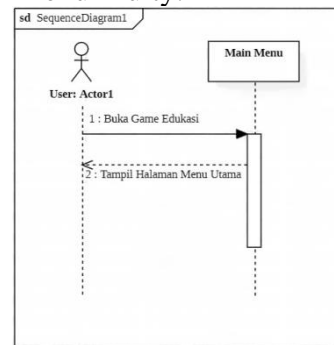 sd SequenceDiagram1
Main Menu
User: Actor1
1 : Buka Game Edukasi
2 : Tampil Halaman Menu Utama